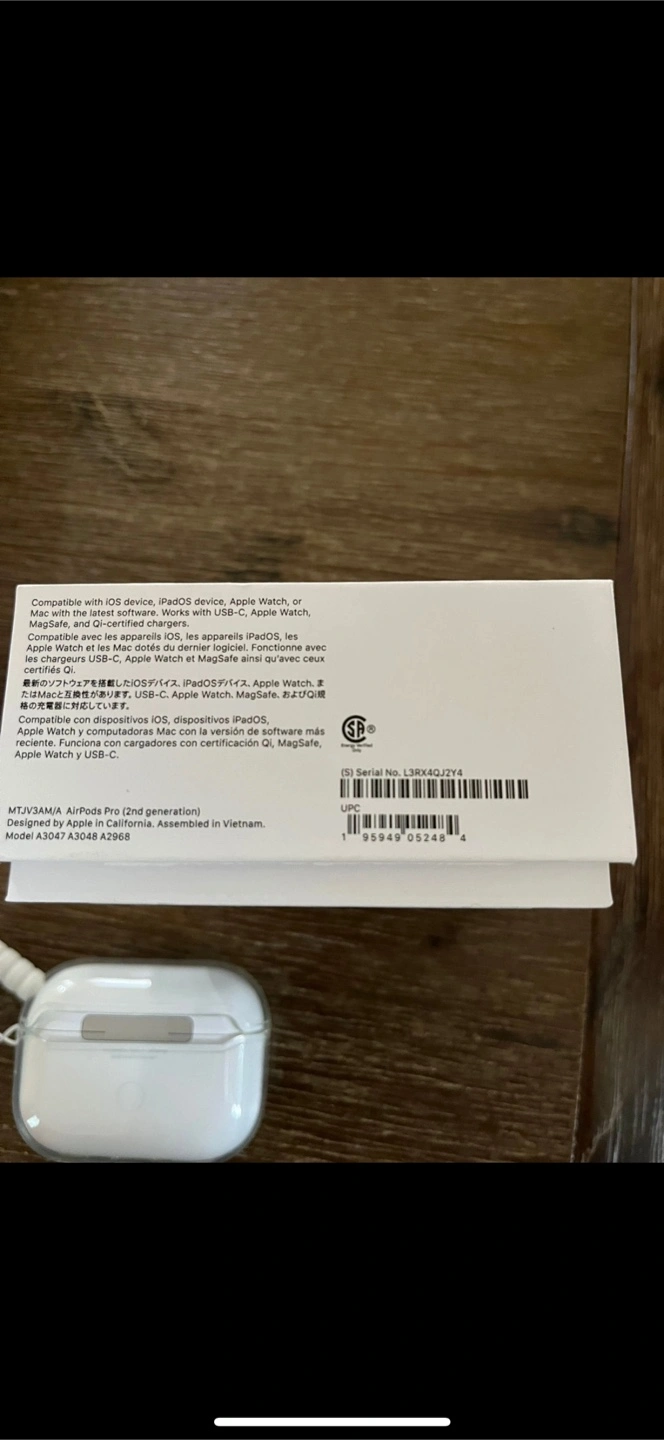 Compatible with iOS device, iPadOS device, Apple Watch, or
Mac with the latest software. Works with USB-C, Apple Watch,
MagSafe, and Qi-certified chargers.
Compatible avec les appareils iOS, les appareils iPadOS, les
Apple Watch et les Mac dotés du dernier logiciel. Fonctionne avec
les chargeurs USB-C, Apple Watch et MagSafe ainsi qu'avec ceux
certifiés Qi.
最新のソフトウェアを搭載したiOSデバイス、iPadOSデバイス、Apple Watch、ま
たはMacと互換性があります。USB-C、Apple Watch、MagSafe、およびQi規
格の充電器に対応しています。
Compatible con dispositivos iOS, dispositivos iPadOS,
Apple Watch y computadoras Mac con la versión de software más
reciente. Funciona con cargadores con certificación Qi, MagSafe,
Apple Watch y USB-C.
MTJV3AM/A AirPods Pro (2nd generation)
Designed by Apple in California. Assembled in Vietnam.
Model A3047 A3048 A2968
SA®
Energy Verified
Only
(S) Serial No. L3RX4QJ2Y4
UPC
1 95949 05248 4